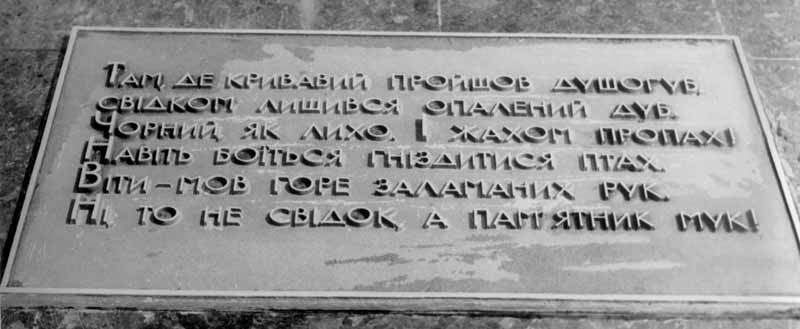 Там, де кривавий пройшов душогуб,
свідком лишився опалений дуб.
Чорний, як лихо. І жахом пропах!
Навіть боїться гніздитися птах.
Віти – мов горе заламаних рук.
Ні, то не свідок, а пам'ятник мук!